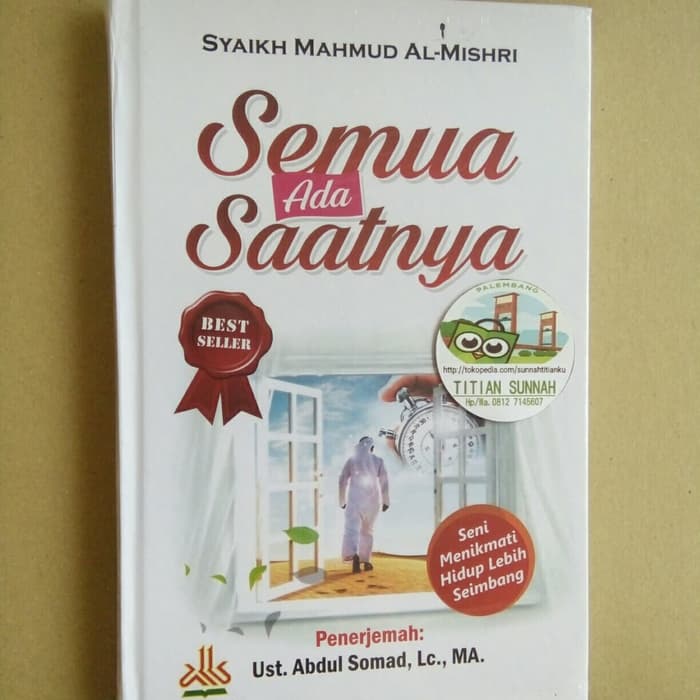 SYAIKH MAHMUD AL-MISHRI
Semua
Ada
Saatnya
BEST
SELLER
PALEMBANG
http://tokopedia.com/sunnahtitianku
TITIAN SUNNAH
Hp/Wa. 0812 7145607
Seni
Menikmati
Hidup Lebih
Seimbang
Penerjemah:
Ust. Abdul Somad, Lc., MA.